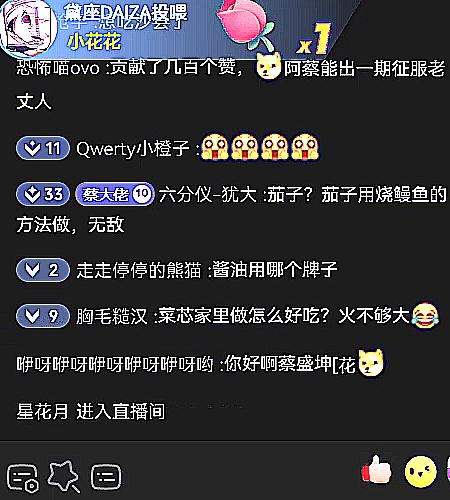 黛座DAIZA投喂
小花花
x1
恐怖喵ovo :贡献了几百个赞，阿蔡能出一期征服老
丈人
11 Qwerty小橙子 :
33 蔡大佬 10 六分仪-犹大 :茄子？茄子用烧鳗鱼的
方法做，无敌
2 走走停停的熊猫 :酱油用哪个牌子
9 胸毛糙汉 :菜芯家里做怎么好吃？火不够大
咿呀咿呀咿呀咿呀咿呀哟 :你好啊蔡盛坤[花
星花月 进入直播间